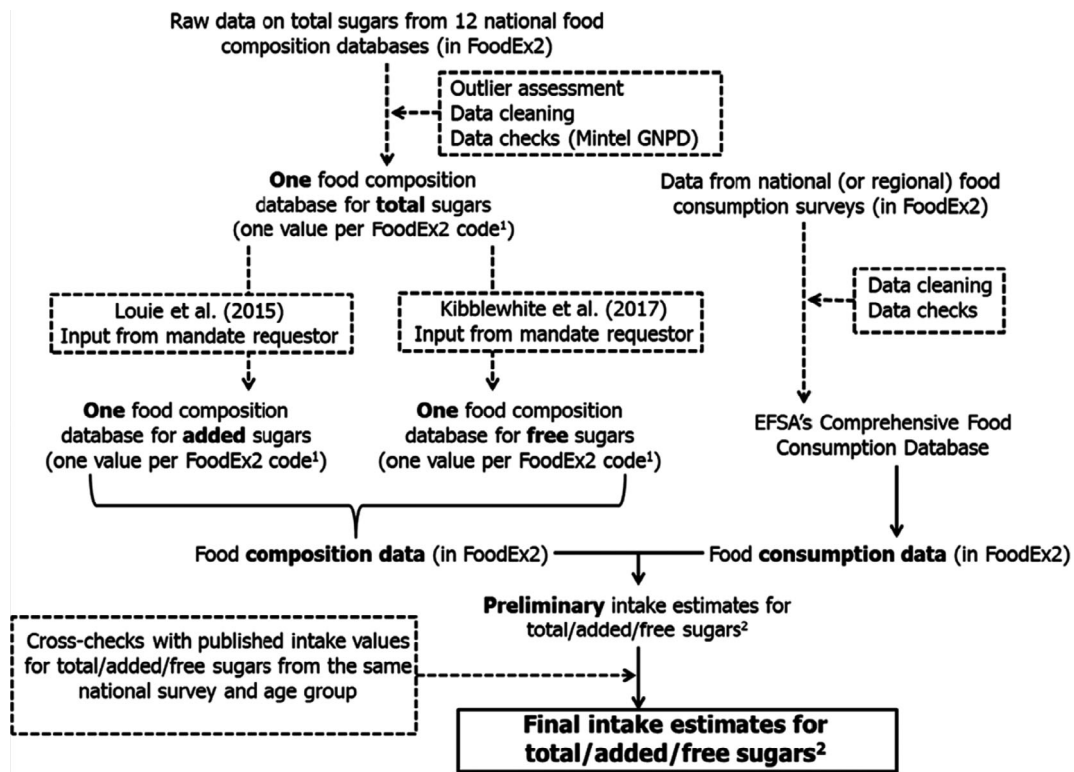 Raw data on total sugars from 12 national food
composition databases (in FoodEx2)
Outlier assessment
Data cleaning
Data checks (Mintel GNPD)
One food composition
database for total sugars
(one value per FoodEx2 code¹)
Data from national (or regional) food
consumption surveys (in FoodEx2)
Louie et al. (2015)
Input from mandate requestor
Kibblewhite et al. (2017)
Input from mandate requestor
Data cleaning
Data checks
One food composition
database for added sugars
(one value per FoodEx2 code¹)
One food composition
database for free sugars
(one value per FoodEx2 code¹)
EFSA's Comprehensive Food
Consumption Database
Food composition data (in FoodEx2)
Food consumption data (in FoodEx2)
Preliminary intake estimates for
total/added/free sugars²
Cross-checks with published intake values
for total/added/free sugars from the same
national survey and age group
Final intake estimates for
total/added/free sugars²